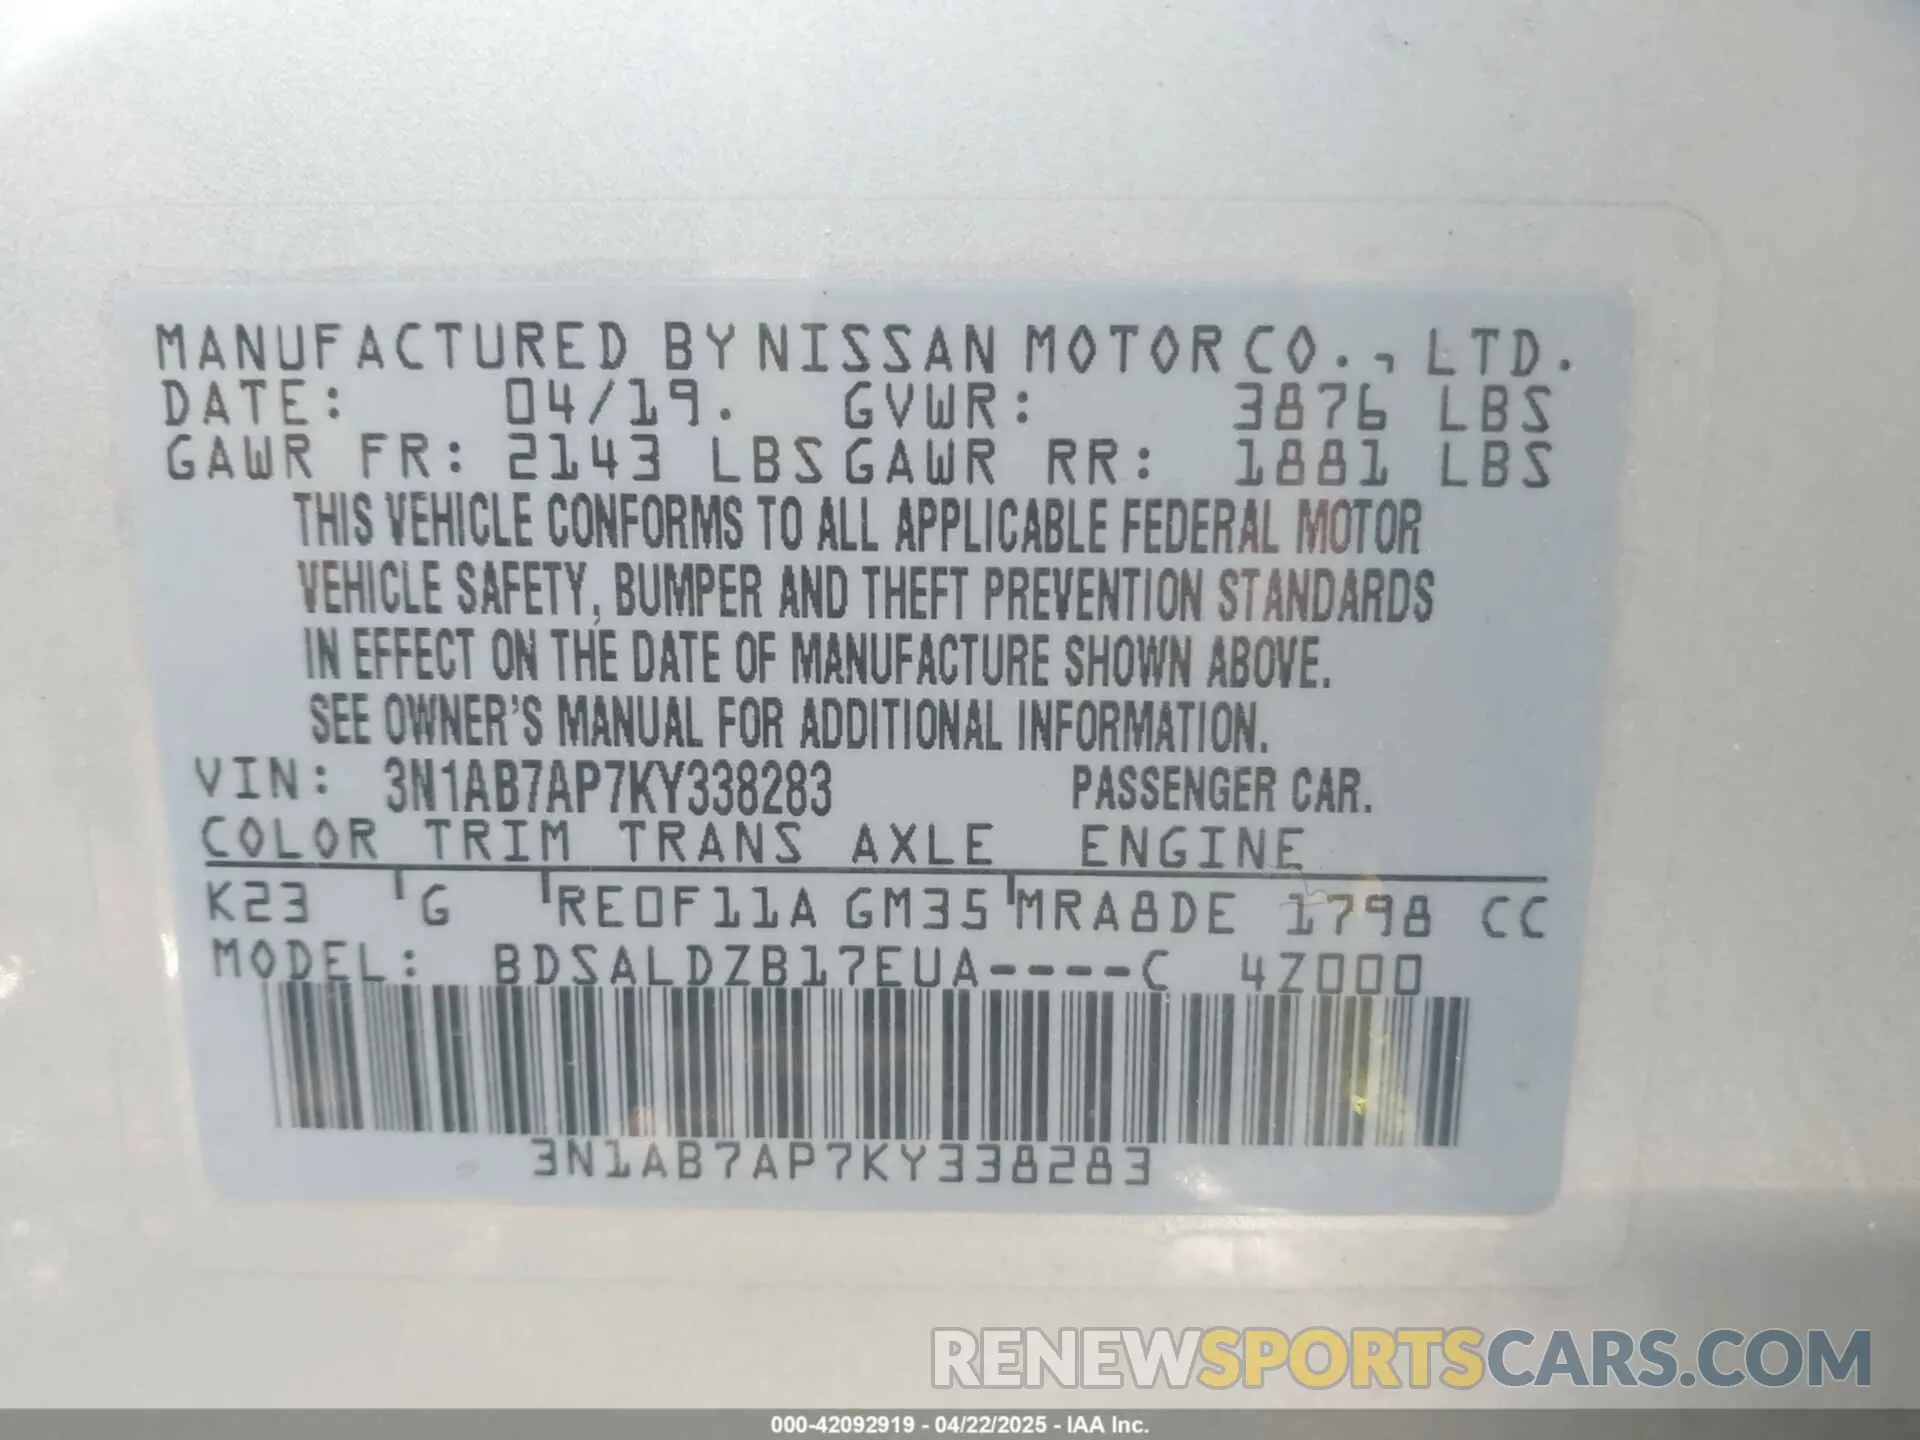 MANUFACTURED BY NISSAN MOTOR CO., LTD.
DATE: 04/19. GVWR: 3876 LBS
GAWR FR: 2143 LBS GAWR RR: 1881 LBS
THIS VEHICLE CONFORMS TO ALL APPLICABLE FEDERAL MOTOR
VEHICLE SAFETY, BUMPER AND THEFT PREVENTION STANDARDS
IN EFFECT ON THE DATE OF MANUFACTURE SHOWN ABOVE.
SEE OWNER'S MANUAL FOR ADDITIONAL INFORMATION.
VIN: 3N1AB7AP7KY338283 PASSENGER CAR.
COLOR TRIM TRANS AXLE ENGINE
K23 G RE0F11A GM35 MRA8DE 1798 CC
MODEL: BDSALDZB17EUA----C 4Z000
3N1AB7AP7KY338283
RENEWSPORTSCARS.COM
000-42092919 - 04/22/2025 - IAA Inc.